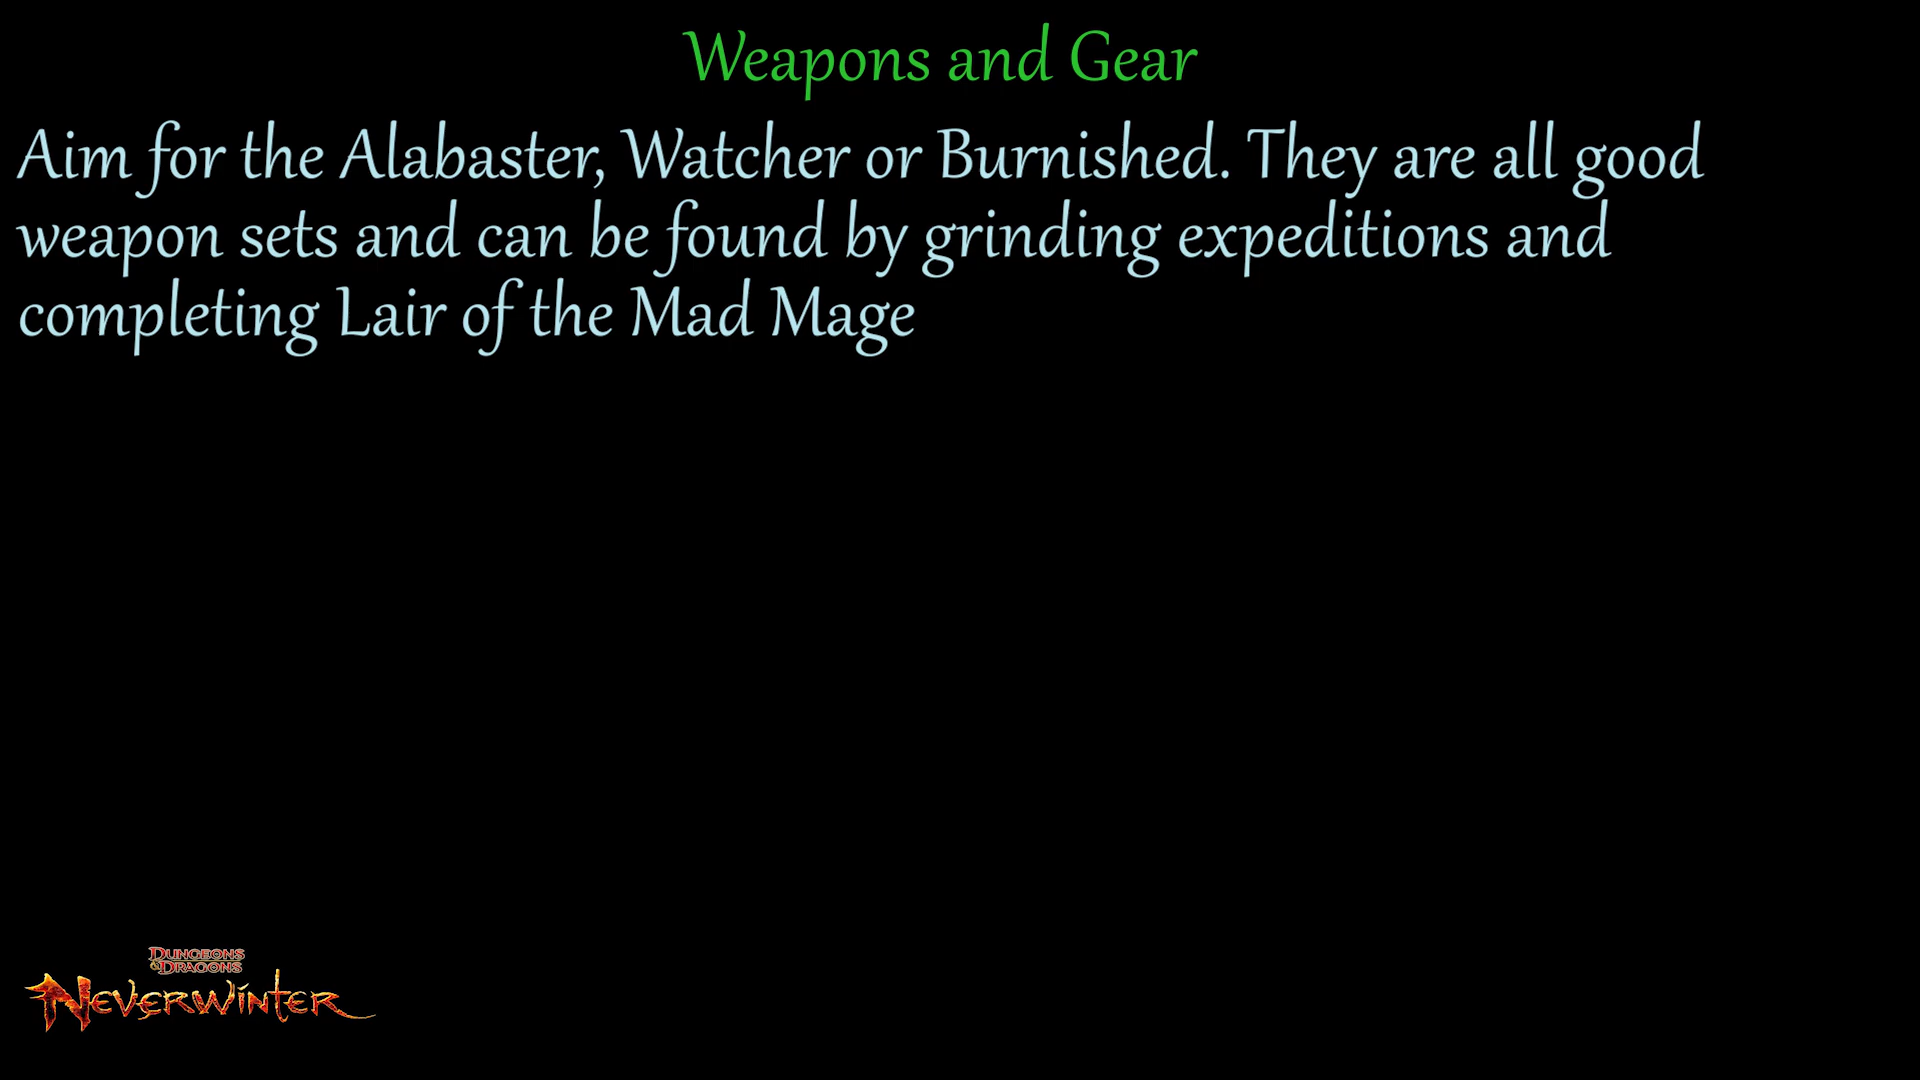 Weapons and Gear
Aim for the Alabaster, Watcher or Burnished. They are all good
weapon sets and can be found by grinding expeditions and
completing Lair of the Mad Mage
DUNGEONS
& DRAGONS
NEVERWINTER